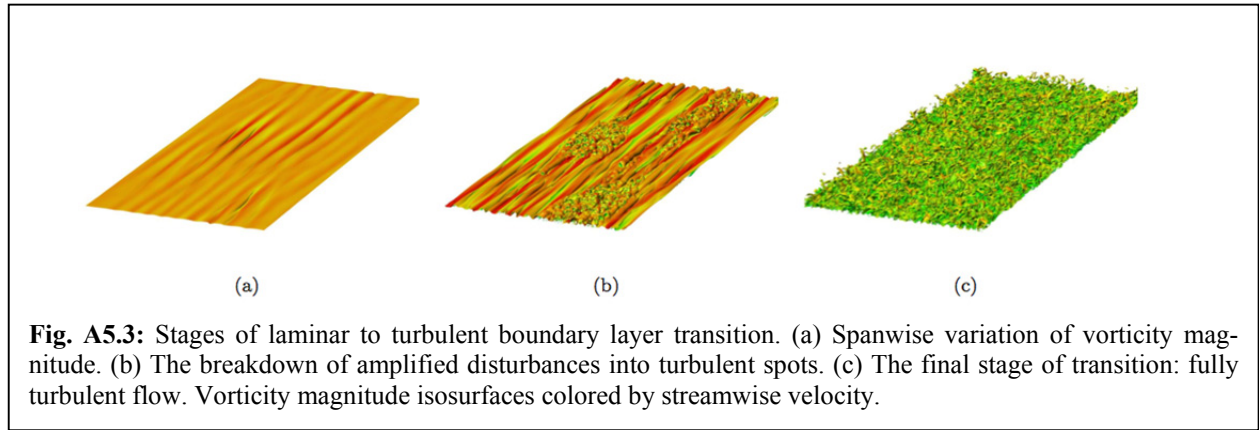 (a)
(b)
(c)
Fig. A5.3: Stages of laminar to turbulent boundary layer transition. (a) Spanwise variation of vorticity mag-
nitude. (b) The breakdown of amplified disturbances into turbulent spots. (c) The final stage of transition: fully
turbulent flow. Vorticity magnitude isosurfaces colored by streamwise velocity.